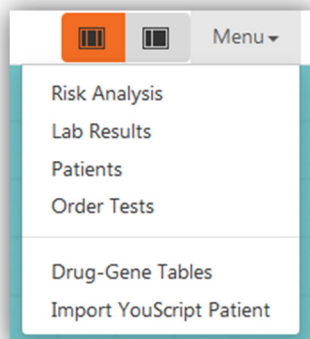 Menu
Risk Analysis
Lab Results
Patients
Order Tests
Drug-Gene Tables
Import YouScript Patient